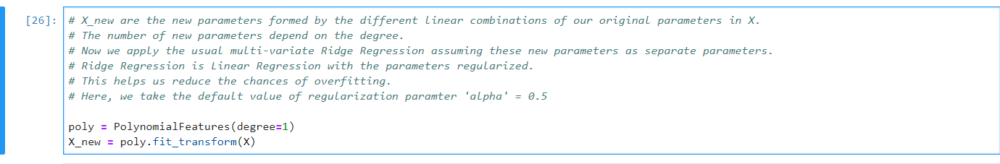 [26]: # X_new are the new parameters formed by the different linear combinations of our original parameters in X.
# The number of new parameters depend on the degree.
# Now we apply the usual multi-variate Ridge Regression assuming these new parameters as separate parameters.
# Ridge Regression is Linear Regression with the parameters regularized.
# This helps us reduce the chances of overfitting.
# Here, we take the default value of regularization paramter 'alpha' = 0.5
poly = PolynomialFeatures(degree=1)
X_new = poly.fit_transform(X)